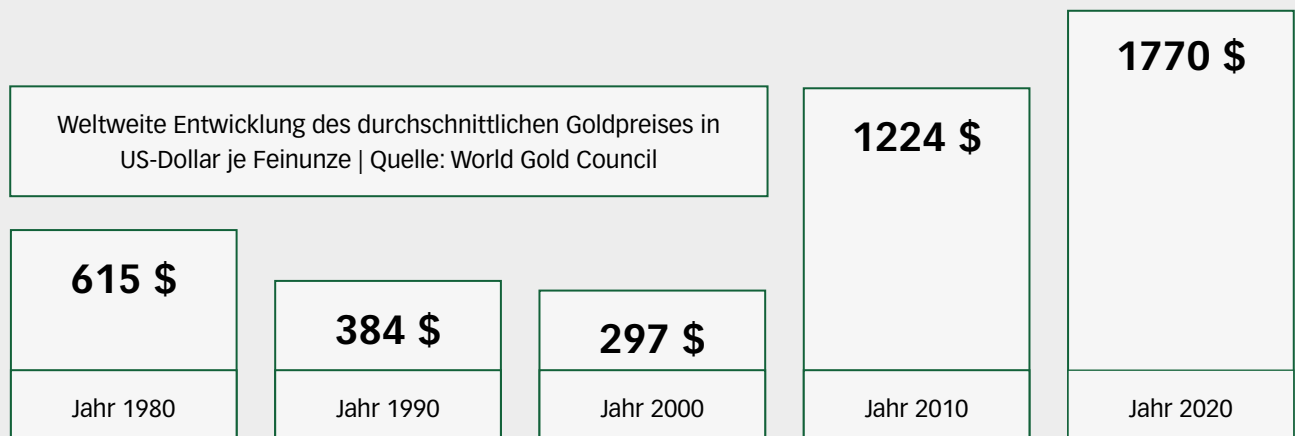 Weltweite Entwicklung des durchschnittlichen Goldpreises in
US-Dollar je Feinunze | Quelle: World Gold Council
615 $
Jahr 1980
384 $
Jahr 1990
297 $
Jahr 2000
1224 $
Jahr 2010
1770 $
Jahr 2020